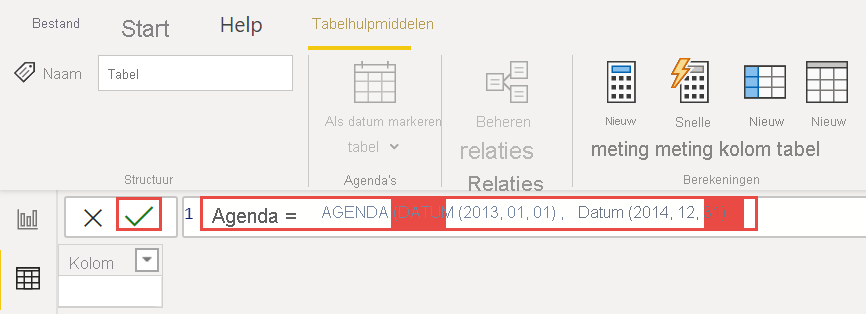 Bestand Start Help Tabelhulpmiddelen
Naam Tabel
Als datum markeren
tabel
Beheren
relaties
Nieuw Snelle Nieuw Nieuw
meting meting kolom tabel
Structuur Agenda's Relaties Berekeningen
1 Agenda = AGENDA (DATUM (2013, 01, 01) , Datum (2014, 12,
Kolom